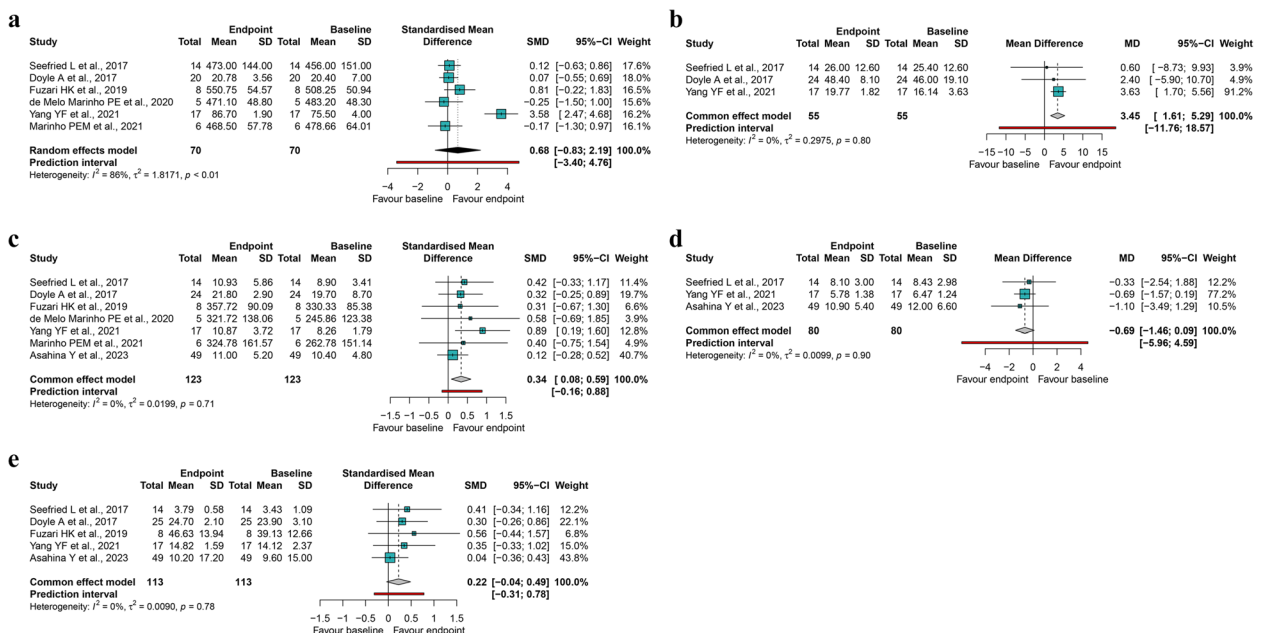 a
Endpoint Baseline Standardised Mean
Study Total Mean SD Total Mean SD Difference SMD 95%−CI Weight
Seefried L et al., 2017 14 473.00 144.00 14 456.00 151.00 0.12 [−0.63; 0.86] 17.6%
Doyle A et al., 2017 20 20.78 3.56 20 20.40 7.00 0.07 [−0.55; 0.69] 18.2%
Fuzari HK et al., 2019 8 550.75 54.57 8 508.25 50.94 0.81 [−0.22; 1.83] 16.5%
de Melo Marinho PE et al., 2020 5 471.10 48.80 5 483.20 48.30 −0.25 [−1.50; 1.00] 15.4%
Yang YF et al., 2021 17 86.70 1.90 17 75.50 4.00 3.58 [ 2.47; 4.68] 16.2%
Marinho PEM et al., 2021 6 468.50 57.78 6 478.66 64.01 −0.17 [−1.30; 0.97] 16.1%
Random effects model 70 70 0.68 [−0.83; 2.19] 100.0%
Prediction interval [−3.40; 4.76]
Heterogeneity: I² = 86%, τ² = 1.8171, p < 0.01
−4 −2 0 2 4
Favour baseline Favour endpoint
b
Endpoint Baseline
Study Total Mean SD Total Mean SD Mean Difference MD 95%−CI Weight
Seefried L et al., 2017 14 26.00 12.60 14 25.40 12.60 0.60 [ −8.73; 9.93] 3.9%
Doyle A et al., 2017 24 48.40 8.10 24 46.00 19.10 2.40 [ −5.90; 10.70] 4.9%
Yang YF et al., 2021 17 19.77 1.82 17 16.14 3.63 3.63 [ 1.70; 5.56] 91.2%
Common effect model 55 55 3.45 [ 1.61; 5.29] 100.0%
Prediction interval [−11.76; 18.57]
Heterogeneity: I² = 0%, τ² = 0.2975, p = 0.80
−15 −10 −5 0 5 10 15
Favour baseline Favour endpoint
c
Endpoint Baseline Standardised Mean
Study Total Mean SD Total Mean SD Difference SMD 95%−CI Weight
Seefried L et al., 2017 14 10.93 5.86 14 8.90 3.41 0.42 [−0.33; 1.17] 11.4%
Doyle A et al., 2017 24 21.80 2.90 24 19.70 8.70 0.32 [−0.25; 0.89] 19.7%
Fuzari HK et al., 2019 8 357.72 90.09 8 330.33 85.38 0.31 [−0.67; 1.30] 6.6%
de Melo Marinho PE et al., 2020 5 321.72 138.06 5 245.86 123.38 0.58 [−0.69; 1.85] 4.0%
Yang YF et al., 2021 17 10.87 3.72 17 8.26 1.79 0.89 [ 0.19; 1.60] 12.8%
Marinho PEM et al., 2021 6 324.78 161.57 6 262.78 151.14 0.40 [−0.75; 1.54] 4.9%
Asahina Y et al., 2023 49 11.00 5.20 49 10.40 4.80 0.12 [−0.28; 0.52] 40.7%
Common effect model 123 123 0.34 [ 0.08; 0.59] 100.0%
Prediction interval [−0.16; 0.88]
Heterogeneity: I² = 0%, τ² = 0.0199, p = 0.71
−1.5 −1 −0.5 0 0.5 1 1.5
Favour baseline Favour endpoint
d
Endpoint Baseline
Study Total Mean SD Total Mean SD Mean Difference MD 95%−CI Weight
Seefried L et al., 2017 14 8.10 3.00 14 8.43 2.98 −0.33 [−2.54; 1.88] 12.2%
Yang YF et al., 2021 17 5.78 1.38 17 6.47 1.24 −0.69 [−1.57; 0.19] 77.2%
Asahina Y et al., 2023 49 10.90 5.40 49 12.00 6.60 −1.10 [−3.49; 1.29] 10.5%
Common effect model 80 80 −0.69 [−1.46; 0.09] 100.0%
Prediction interval [−5.96; 4.59]
Heterogeneity: I² = 0%, τ² = 0.0099, p = 0.90
−4 −2 0 2 4
Favour endpoint Favour baseline
e
Endpoint Baseline Standardised Mean
Study Total Mean SD Total Mean SD Difference SMD 95%−CI Weight
Seefried L et al., 2017 14 3.79 0.58 14 3.43 1.09 0.41 [−0.34; 1.16] 12.2%
Doyle A et al., 2017 25 24.70 2.10 25 23.90 3.10 0.30 [−0.26; 0.86] 22.1%
Fuzari HK et al., 2019 8 46.63 13.94 8 39.13 12.66 0.56 [−0.44; 1.57] 6.8%
Yang YF et al., 2021 17 14.82 1.59 17 14.12 2.37 0.35 [−0.33; 1.02] 15.0%
Asahina Y et al., 2023 49 10.20 17.20 49 9.60 15.00 0.04 [−0.36; 0.43] 43.8%
Common effect model 113 113 0.22 [−0.04; 0.49] 100.0%
Prediction interval [−0.31; 0.78]
Heterogeneity: I² = 0%, τ² = 0.0090, p = 0.78
−1.5 −1 −0.5 0 0.5 1 1.5
Favour baseline Favour endpoint